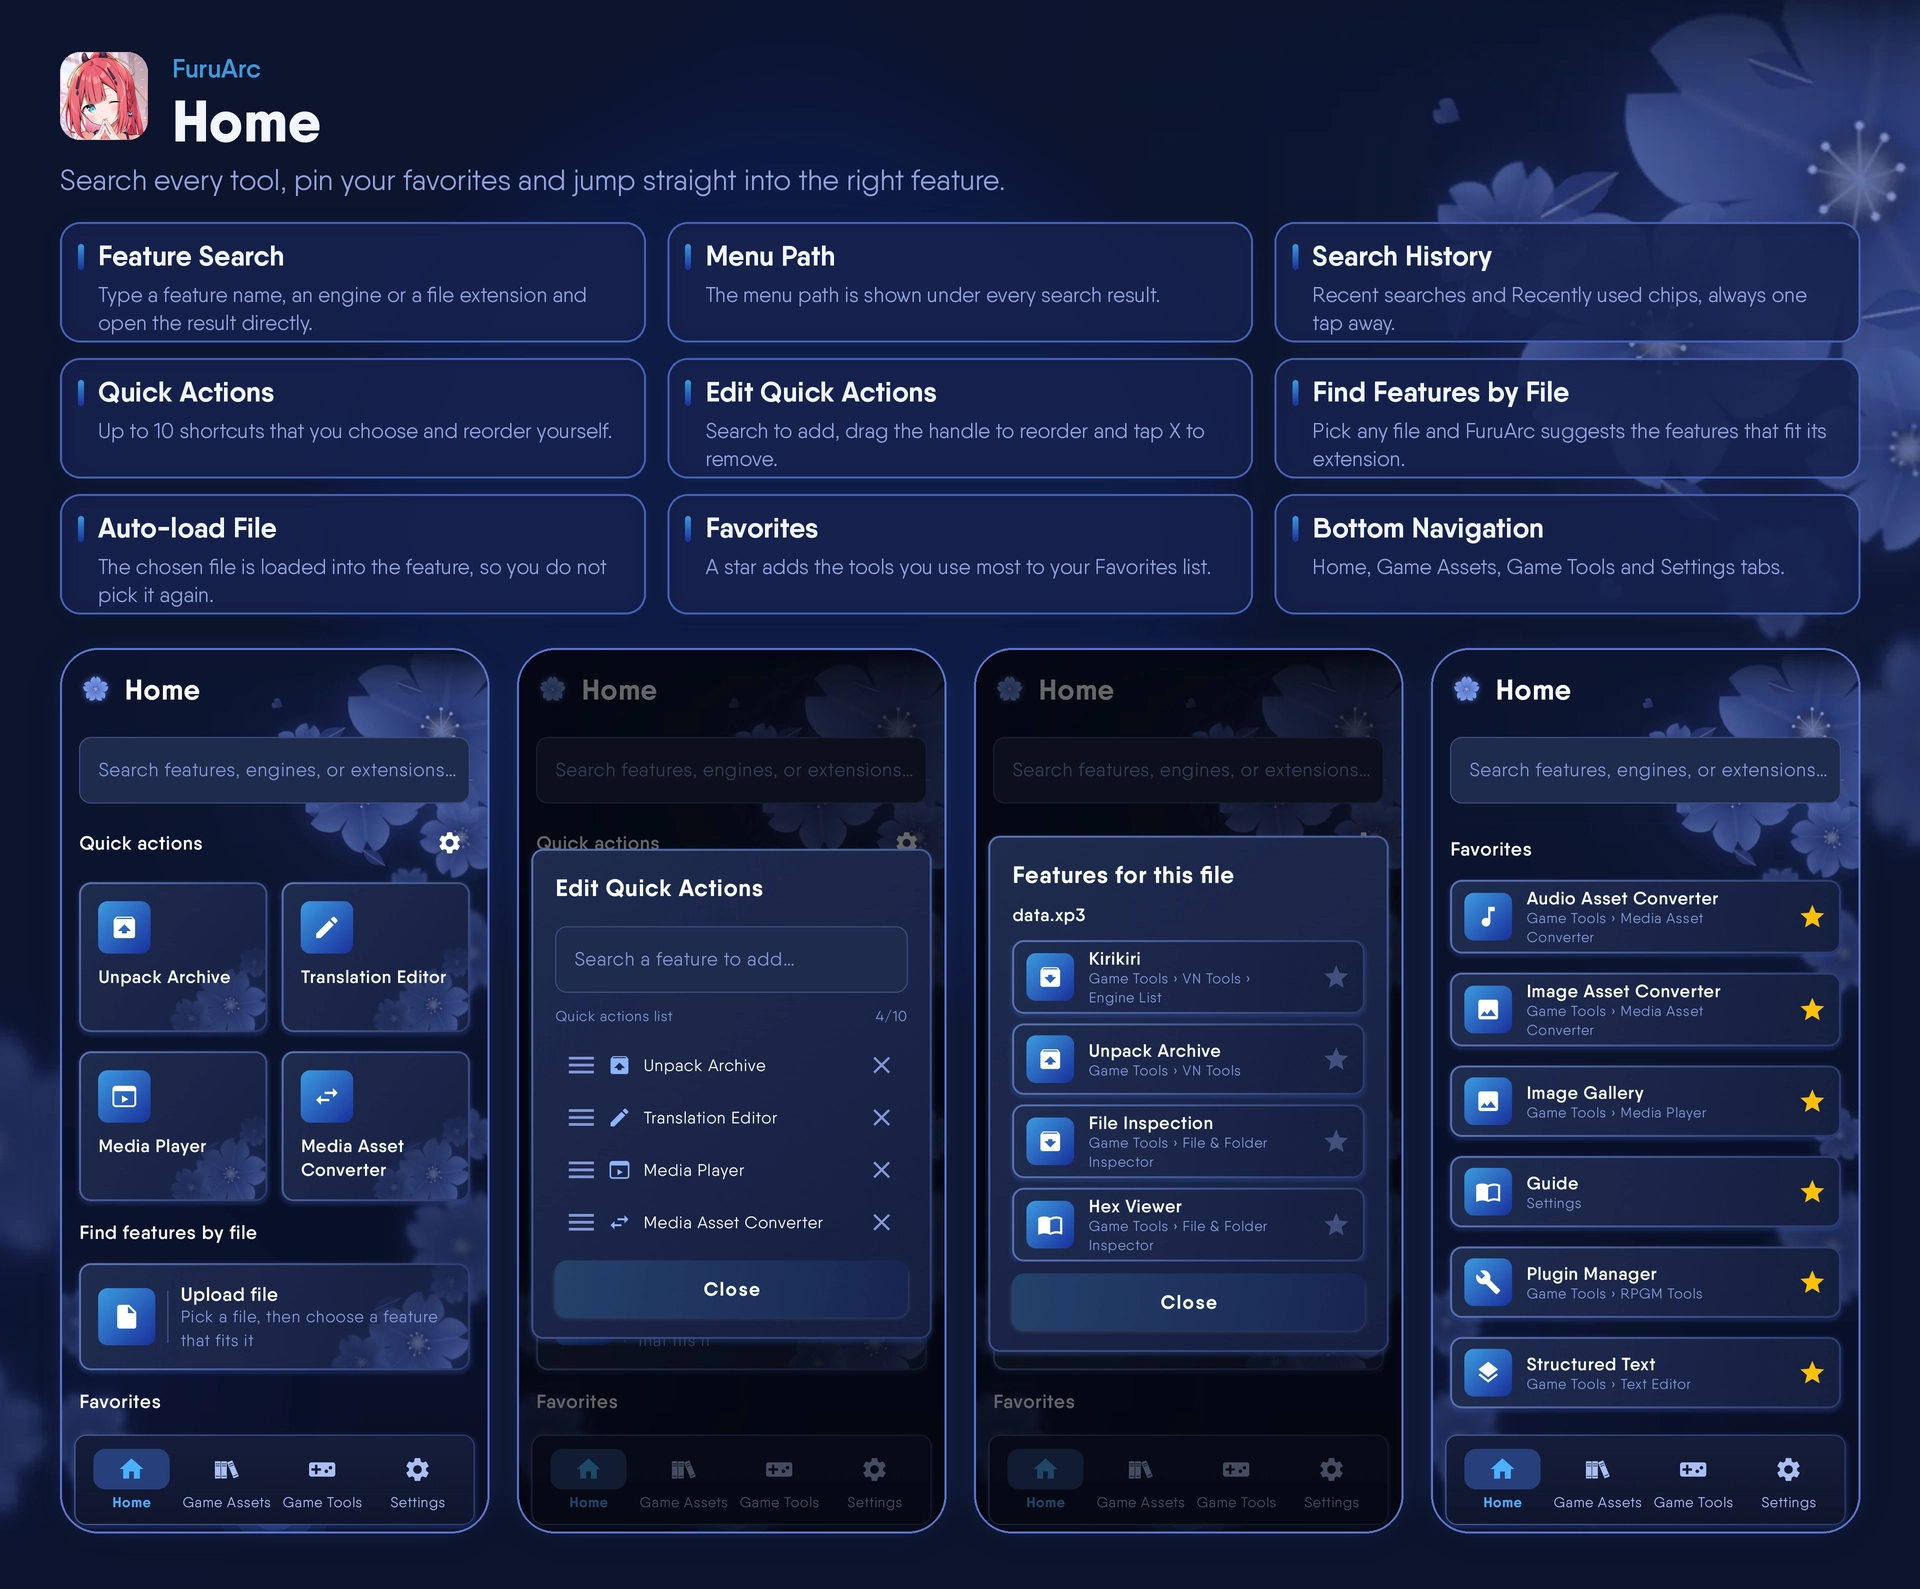 FuruArc
Home
Search every tool, pin your favorites and jump straight into the right feature.
Feature Search
Type a feature name, an engine or a file extension and
open the result directly.
Menu Path
The menu path is shown under every search result.
Search History
Recent searches and Recently used chips, always one
tap away.
Quick Actions
Up to 10 shortcuts that you choose and reorder yourself.
Edit Quick Actions
Search to add, drag the handle to reorder and tap X to
remove.
Find Features by File
Pick any file and FuruArc suggests the features that fit its
extension.
Auto-load File
The chosen file is loaded into the feature, so you do not
pick it again.
Favorites
A star adds the tools you use most to your Favorites list.
Bottom Navigation
Home, Game Assets, Game Tools and Settings tabs.
Home
Search features, engines, or extensions...
Quick actions
Unpack Archive
Translation Editor
Media Player
Media Asset
Converter
Find features by file
Upload file
Pick a file, then choose a feature
that fits it
Favorites
Home
Game Assets
Game Tools
Settings
Home
Search features, engines, or extensions...
Quick actions
Edit Quick Actions
Search a feature to add...
Quick actions list
4/10
Unpack Archive
Translation Editor
Media Player
Media Asset Converter
Close
that fits it
Favorites
Home
Game Assets
Game Tools
Settings
Home
Search features, engines, or extensions...
Features for this file
data.xp3
Kirikiri
Game Tools › VN Tools ›
Engine List
Unpack Archive
Game Tools › VN Tools
File Inspection
Game Tools › File & Folder
Inspector
Hex Viewer
Game Tools › File & Folder
Inspector
Close
Favorites
Home
Game Assets
Game Tools
Settings
Home
Search features, engines, or extensions...
Favorites
Audio Asset Converter
Game Tools › Media Asset
Converter
Image Asset Converter
Game Tools › Media Asset
Converter
Image Gallery
Game Tools › Media Player
Guide
Settings
Plugin Manager
Game Tools › RPGM Tools
Structured Text
Game Tools › Text Editor
Home
Game Assets
Game Tools
Settings